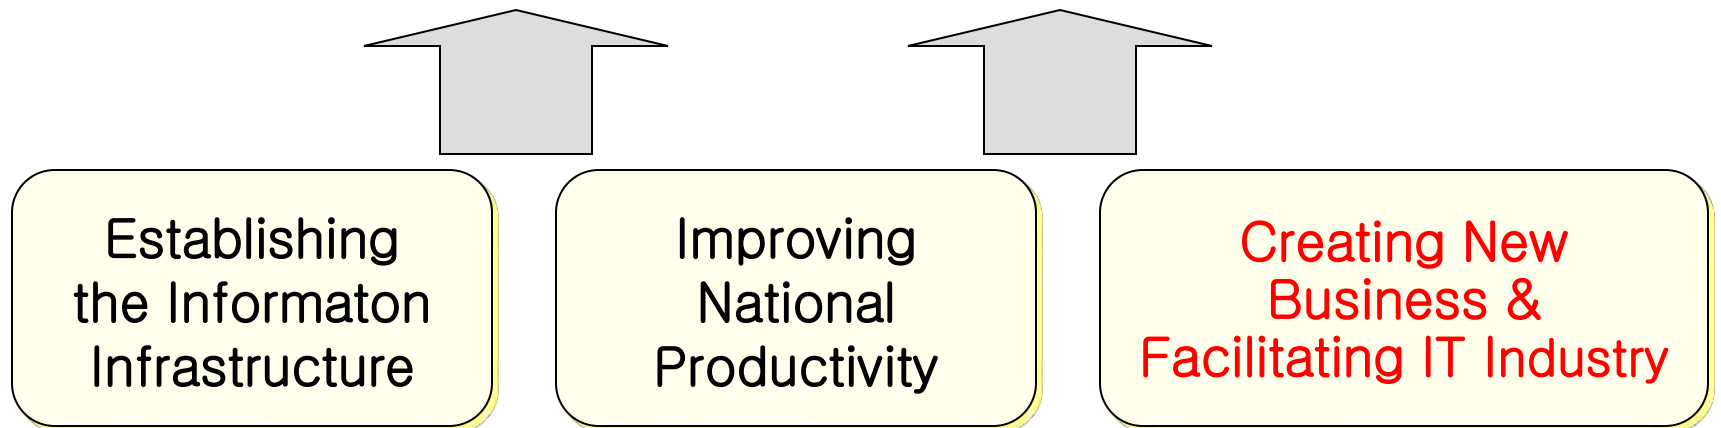 Establishing
the Informaton
Infrastructure
Improving
National
Productivity
Creating New
Business &
Facilitating IT Industry